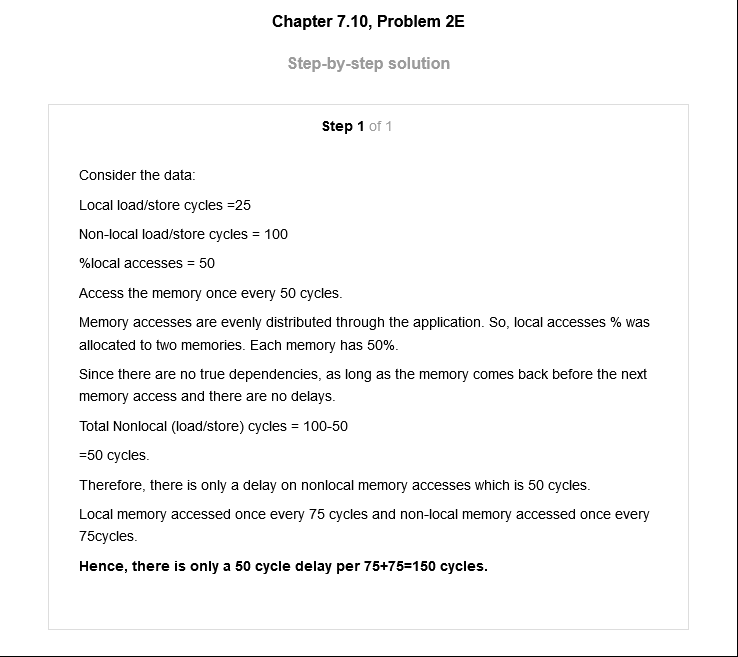 Chapter 7.10, Problem 2E
Step-by-step solution
Step 1 of 1
Consider the data:
Local load/store cycles =25
Non-local load/store cycles = 100
%local accesses = 50
Access the memory once every 50 cycles.
Memory accesses are evenly distributed through the application. So, local accesses % was
allocated to two memories. Each memory has 50%.
Since there are no true dependencies, as long as the memory comes back before the next
memory access and there are no delays.
Total Nonlocal (load/store) cycles = 100-50
=50 cycles.
Therefore, there is only a delay on nonlocal memory accesses which is 50 cycles.
Local memory accessed once every 75 cycles and non-local memory accessed once every
75cycles.
Hence, there is only a 50 cycle delay per 75+75=150 cycles.